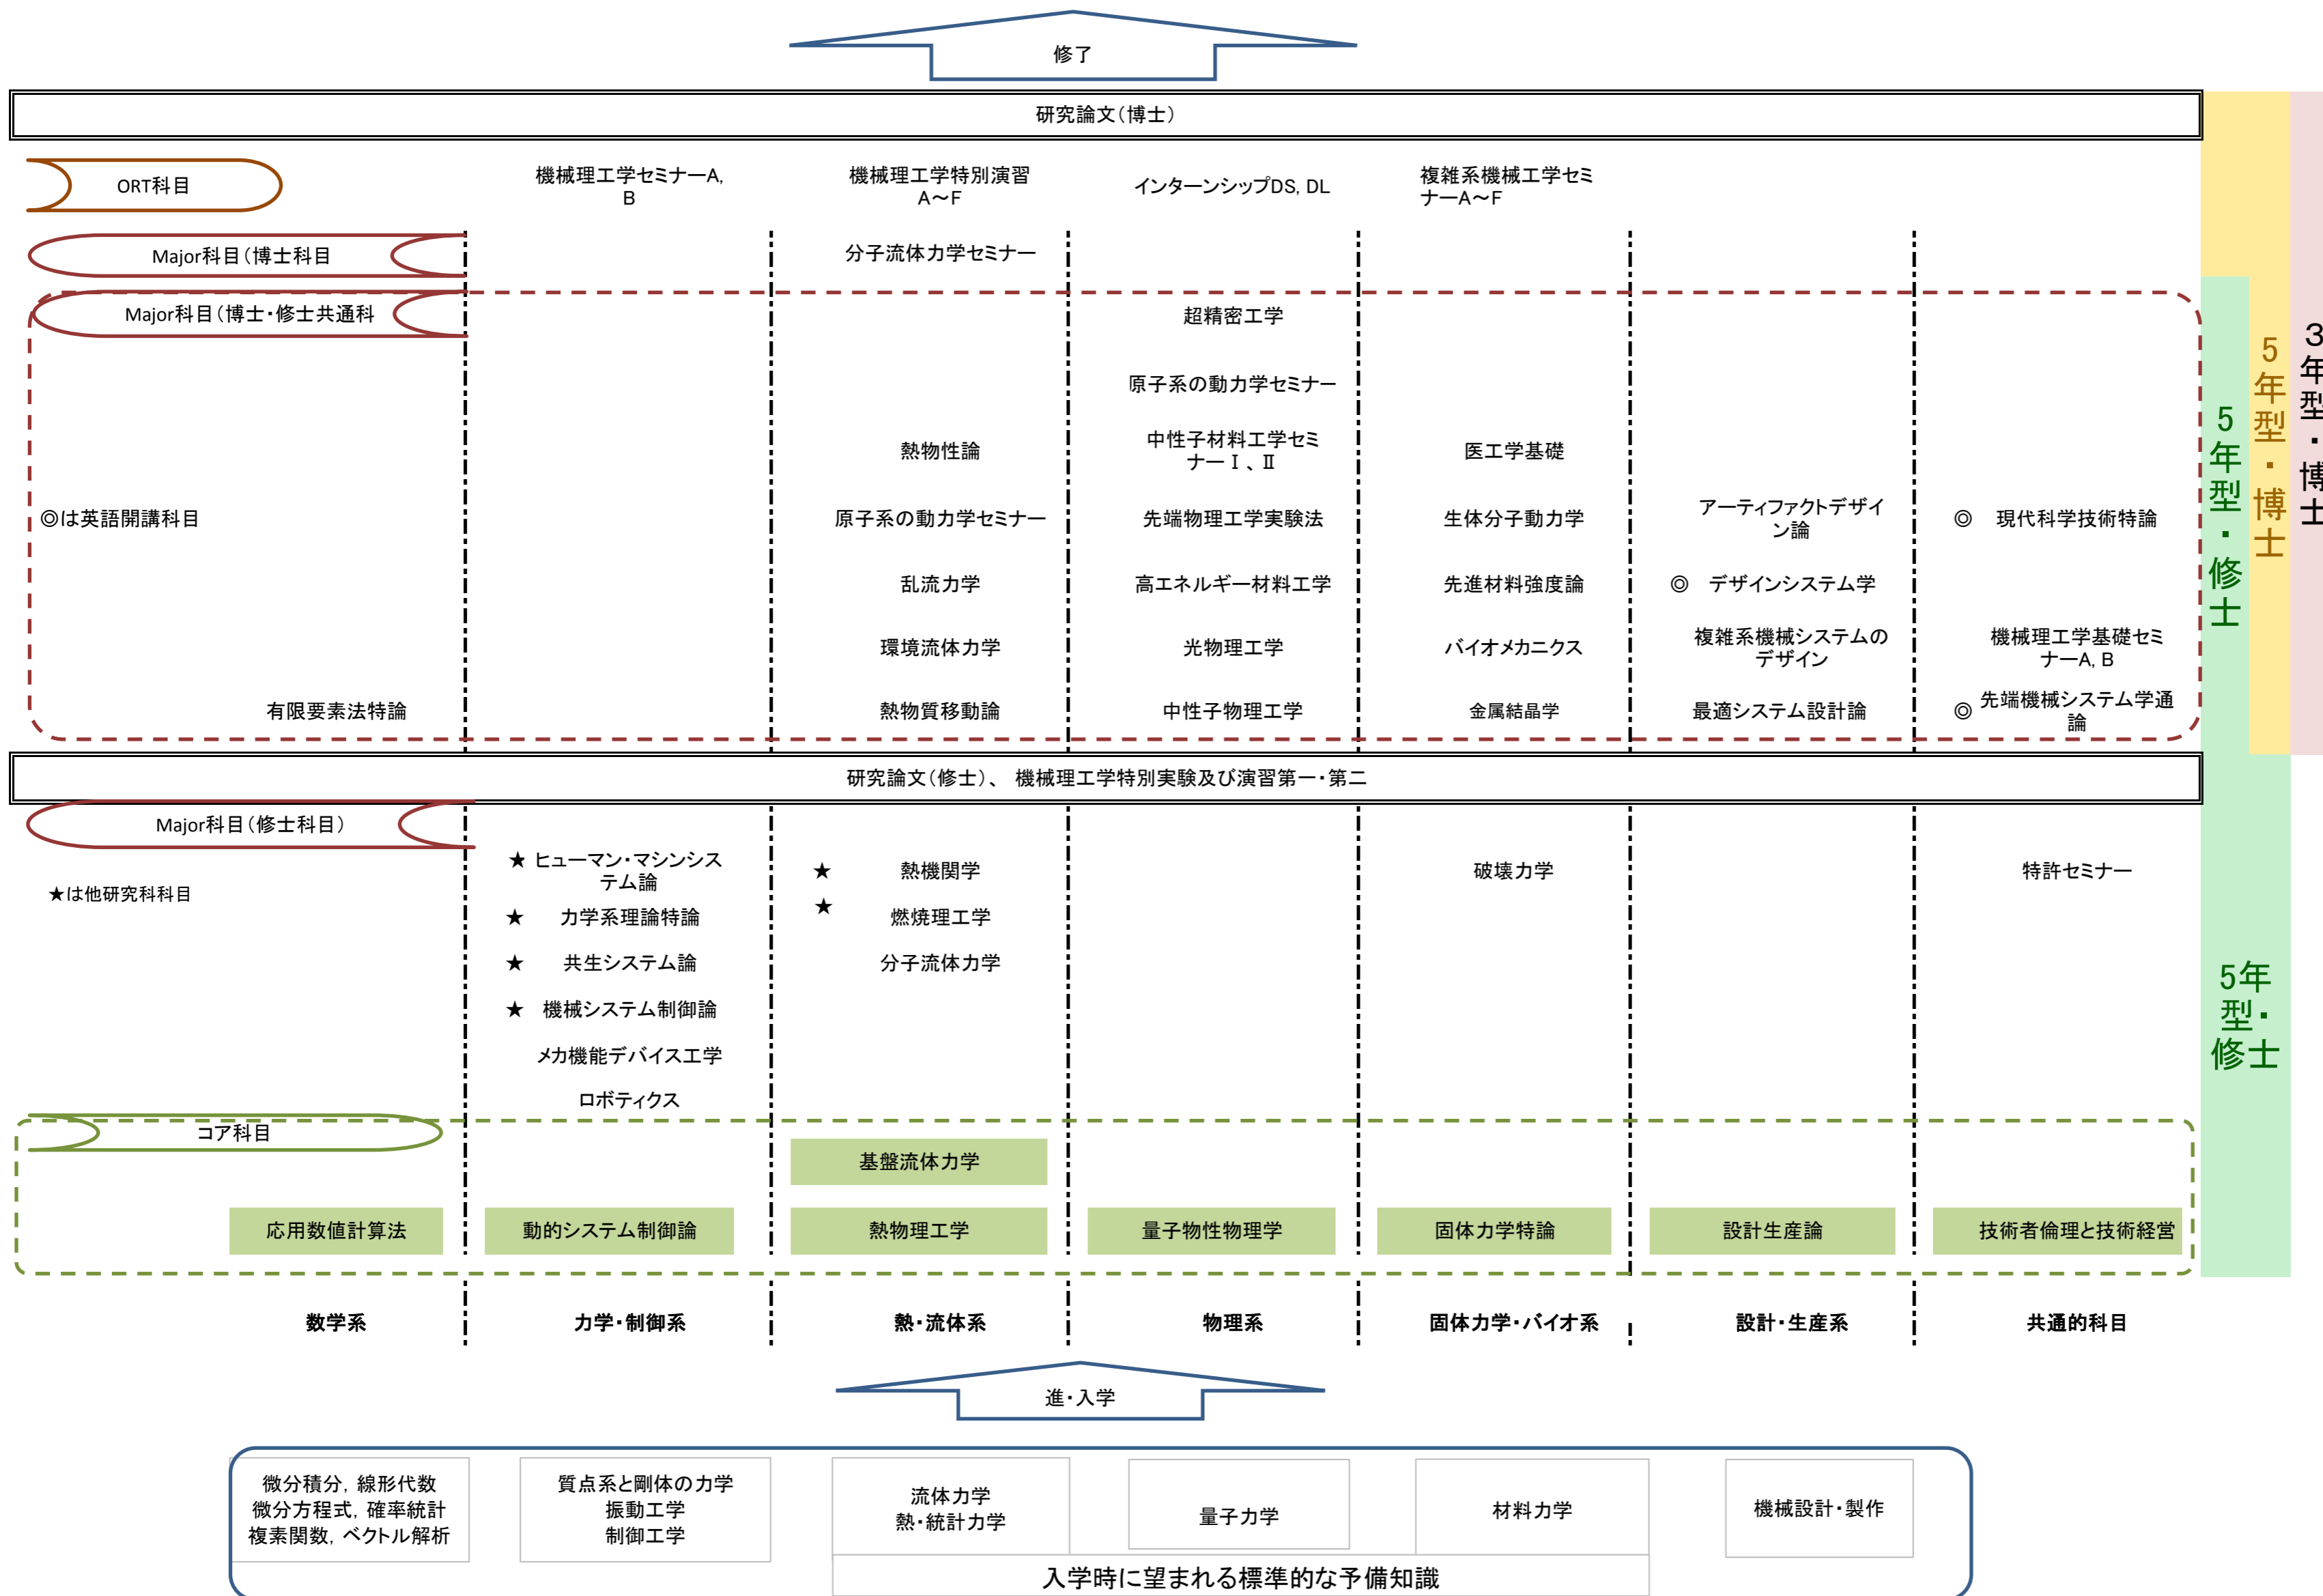 修了
研究論文（博士）
ORT科目
機械理工学セミナーA,
B
機械理工学特別演習
A～F
インターンシップDS, DL
複雑系機械工学セミ
ナーA～F
Major科目（博士科目
分子流体力学セミナー
Major科目（博士・修士共通科
超精密工学
原子系の動力学セミナー
熱物性論
中性子材料工学セミ
ナーⅠ、Ⅱ
医工学基礎
◎は英語開講科目
原子系の動力学セミナー
先端物理工学実験法
生体分子動力学
アーティファクトデザイ
ン論
◎ 現代科学技術特論
乱流力学
高エネルギー材料工学
先進材料強度論
◎ デザインシステム学
環境流体力学
光物理工学
バイオメカニクス
複雑系機械システムの
デザイン
機械理工学基礎セミ
ナーA, B
有限要素法特論
熱物質移動論
中性子物理工学
金属結晶学
最適システム設計論
◎ 先端機械システム学通
論
5年型・修士
5年型・博士
3年型・博士
研究論文（修士）、 機械理工学特別実験及び演習第一・第二
Major科目（修士科目）
★は他研究科科目
★ ヒューマン・マシンシス
テム論
★ 熱機関学
破壊力学
特許セミナー
★ 力学系理論特論
★ 燃焼理工学
★ 共生システム論
分子流体力学
★ 機械システム制御論
メカ機能デバイス工学
ロボティクス
5年
型・
修士
コア科目
基盤流体力学
応用数値計算法
動的システム制御論
熱物理工学
量子物性物理学
固体力学特論
設計生産論
技術者倫理と技術経営
数学系
力学・制御系
熱・流体系
物理系
固体力学・バイオ系
設計・生産系
共通的科目
進・入学
微分積分, 線形代数
微分方程式, 確率統計
複素関数, ベクトル解析
質点系と剛体の力学
振動工学
制御工学
流体力学
熱・統計力学
量子力学
材料力学
機械設計・製作
入学時に望まれる標準的な予備知識